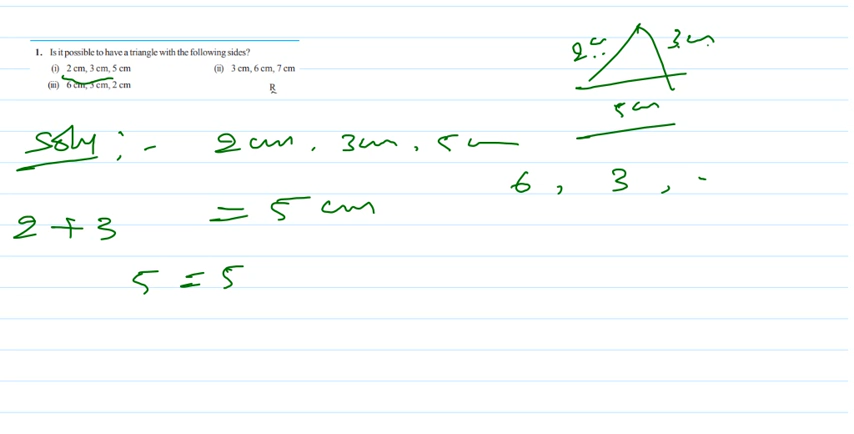 1. Is it possible to have a triangle with the following sides?
(i) 2 cm, 3 cm, 5 cm (ii) 3 cm, 6 cm, 7 cm
(iii) 6 cm, 3 cm, 2 cm
2 cm 3 cm
5 cm
Soln :- 2 cm, 3 cm, 5 cm
6, 3,
2 + 3 = 5 cm
5 = 5